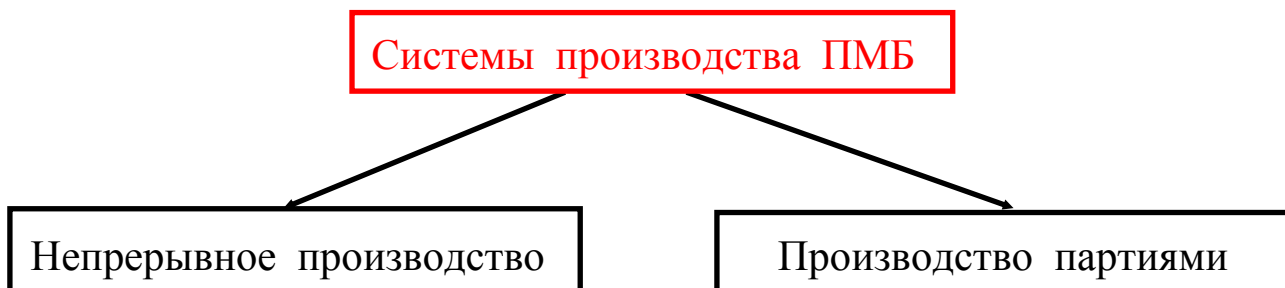 Системы производства ПМБ
Непрерывное производство
Производство партиями